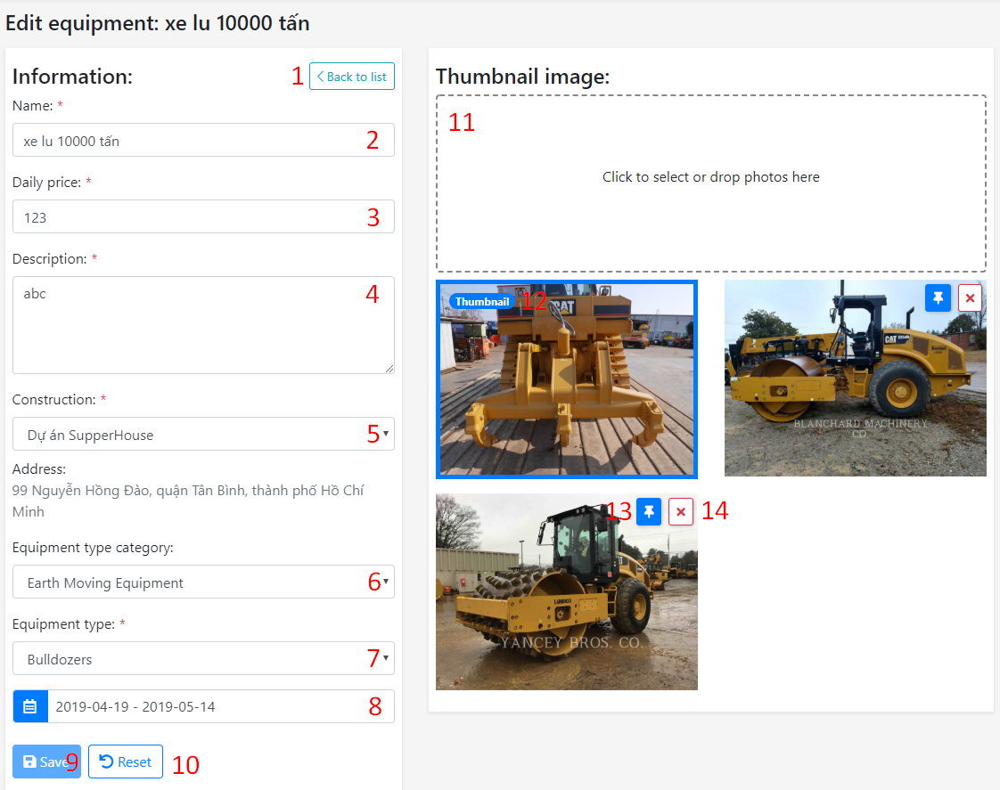 Edit equipment: xe lu 10000 tấn
Information:
1
Back to list
Name: *
xe lu 10000 tấn
2
Daily price: *
123
3
Description: *
abc
4
Construction: *
Dự án SupperHouse
5
Address:
99 Nguyễn Hồng Đào, quận Tân Bình, thành phố Hồ Chí
Minh
Equipment type category:
Earth Moving Equipment
6
Equipment type: *
Bulldozers
7
2019-04-19 - 2019-05-14
8
Save
9
Reset
10
Thumbnail image:
11
Click to select or drop photos here
Thumbnail
12
CAT
CAT
BLANCHARD MACHINERY
CO.
13
14
YANCEY BROS. CO.